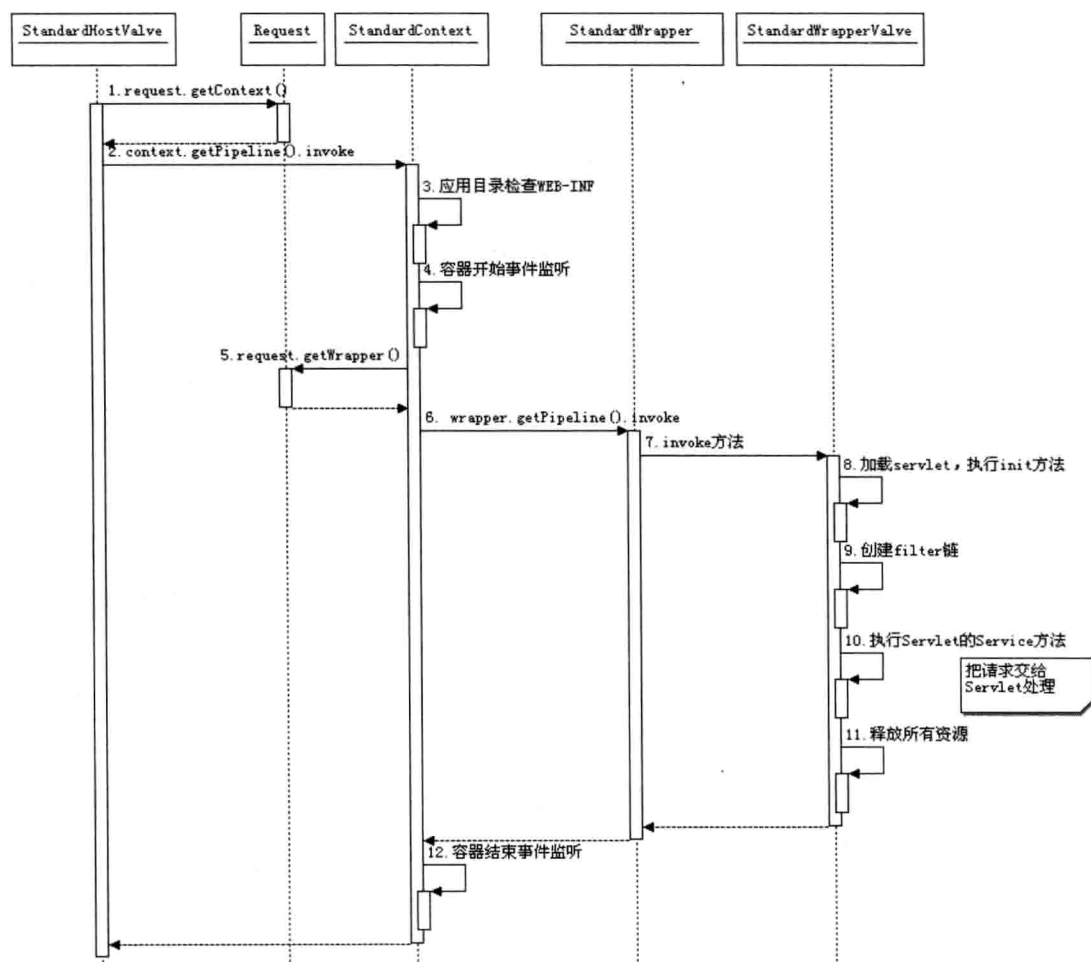 StandardHostValve
Request
StandardContext
StandardWrapper
StandardWrapperValve
1.request.getContext()
2.context.getPipeline().invoke
3.应用目录检查WEB-INF
4.容器开始事件监听
5.request.getWrapper()
6. wrapper.getPipeline().invoke
7.invoke方法
8.加载servlet，执行init方法
9.创建filter链
10.执行Servlet的Service方法
把请求交给
Servlet处理
11.释放所有资源
12.容器结束事件监听